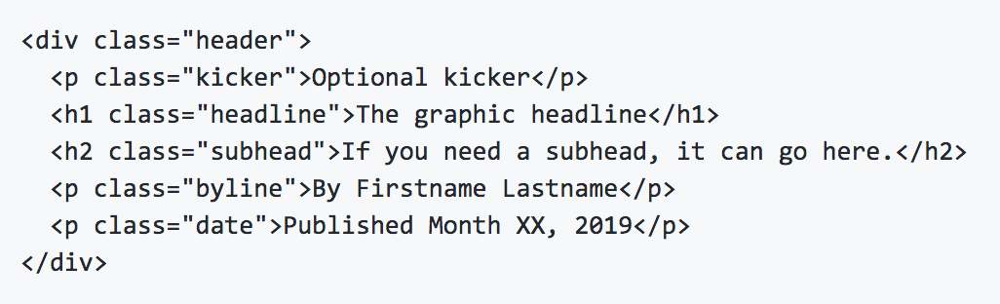 <div class="header">
  <p class="kicker">Optional kicker</p>
  <h1 class="headline">The graphic headline</h1>
  <h2 class="subhead">If you need a subhead, it can go here.</h2>
  <p class="byline">By Firstname Lastname</p>
  <p class="date">Published Month XX, 2019</p>
</div>